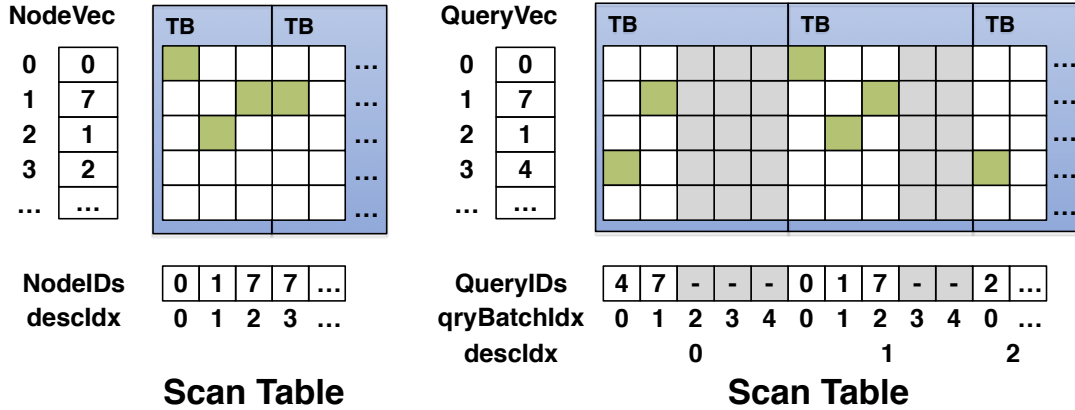 NodeVec TB TB QueryVec TB TB TB
0 0 ... 0 0 ...
1 7 ... 1 7 ...
2 1 ... 2 1 ...
3 2 ... 3 4 ...
... ... ... ... ... ...
NodeIDs 0 1 7 7 ... QueryIDs 4 7 - - - 0 1 7 - - 2 ...
descIdx 0 1 2 3 ... qryBatchIdx 0 1 2 3 4 0 1 2 3 4 0 ...
descIdx 0 1 2
Scan Table Scan Table